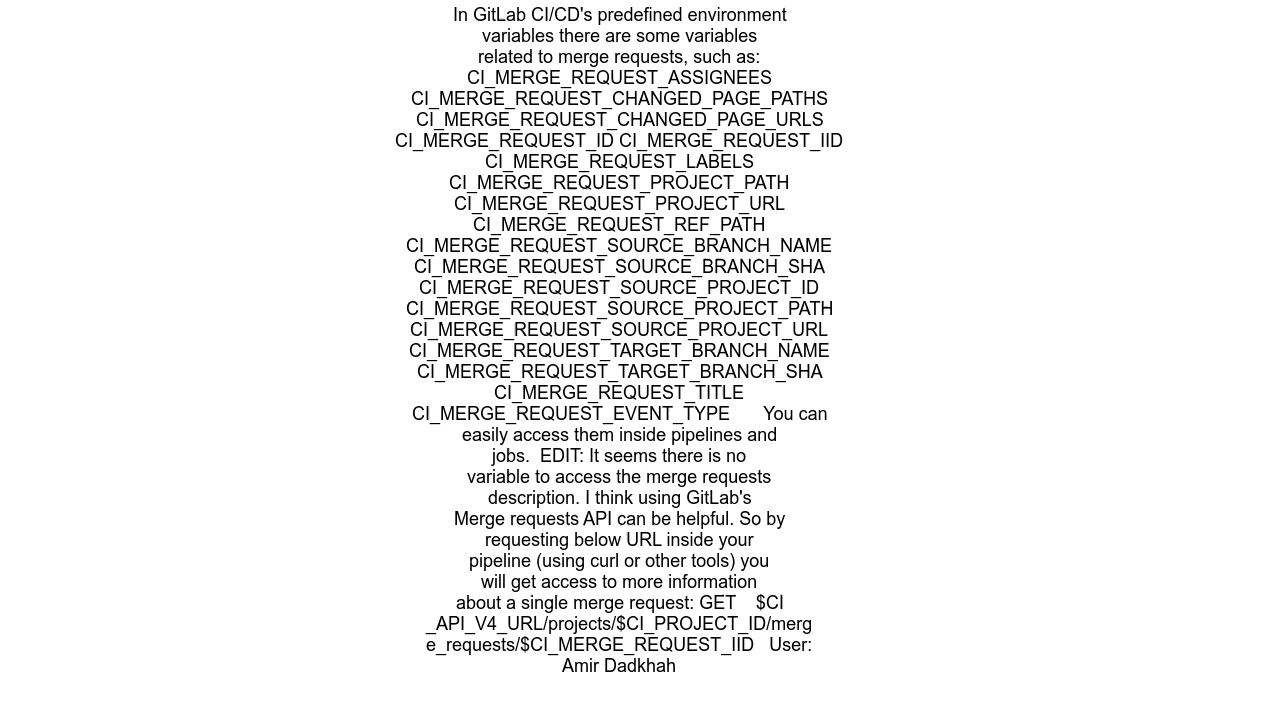 In GitLab CI/CD's predefined environment
variables there are some variables
related to merge requests, such as:
CI_MERGE_REQUEST_ASSIGNEES
CI_MERGE_REQUEST_CHANGED_PAGE_PATHS
CI_MERGE_REQUEST_CHANGED_PAGE_URLS
CI_MERGE_REQUEST_ID CI_MERGE_REQUEST_IID
CI_MERGE_REQUEST_LABELS
CI_MERGE_REQUEST_PROJECT_PATH
CI_MERGE_REQUEST_PROJECT_URL
CI_MERGE_REQUEST_REF_PATH
CI_MERGE_REQUEST_SOURCE_BRANCH_NAME
CI_MERGE_REQUEST_SOURCE_BRANCH_SHA
CI_MERGE_REQUEST_SOURCE_PROJECT_ID
CI_MERGE_REQUEST_SOURCE_PROJECT_PATH
CI_MERGE_REQUEST_SOURCE_PROJECT_URL
CI_MERGE_REQUEST_TARGET_BRANCH_NAME
CI_MERGE_REQUEST_TARGET_BRANCH_SHA
CI_MERGE_REQUEST_TITLE
CI_MERGE_REQUEST_EVENT_TYPE You can
easily access them inside pipelines and
jobs. EDIT: It seems there is no
variable to access the merge requests
description. I think using GitLab's
Merge requests API can be helpful. So by
requesting below URL inside your
pipeline (using curl or other tools) you
will get access to more information
about a single merge request: GET $CI
_API_V4_URL/projects/$CI_PROJECT_ID/merg
e_requests/$CI_MERGE_REQUEST_IID User:
Amir Dadkhah